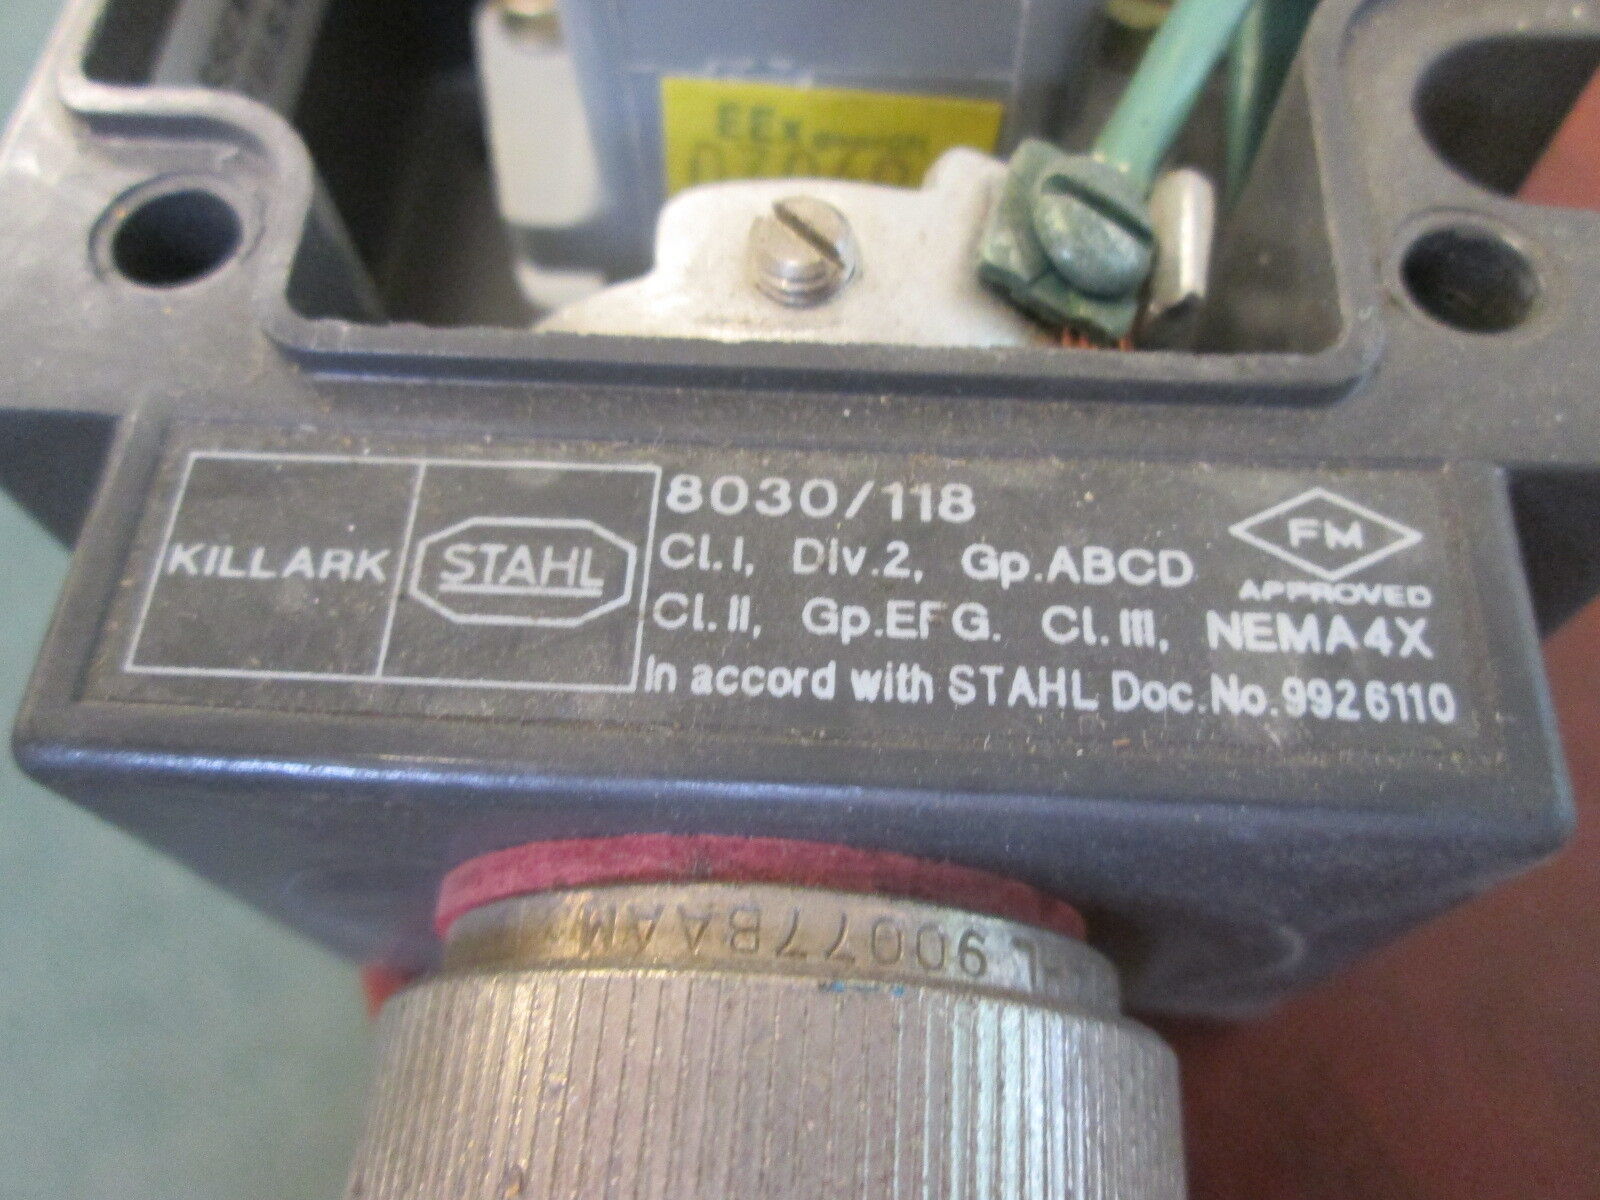 EEx
KILLARK
STAHL
8030/118
Cl.I, Div.2, Gp.ABCD
Cl.II, Gp.EFG. Cl.III, NEMA4X
In accord with STAHL Doc.No.9926110
FM
APPROVED